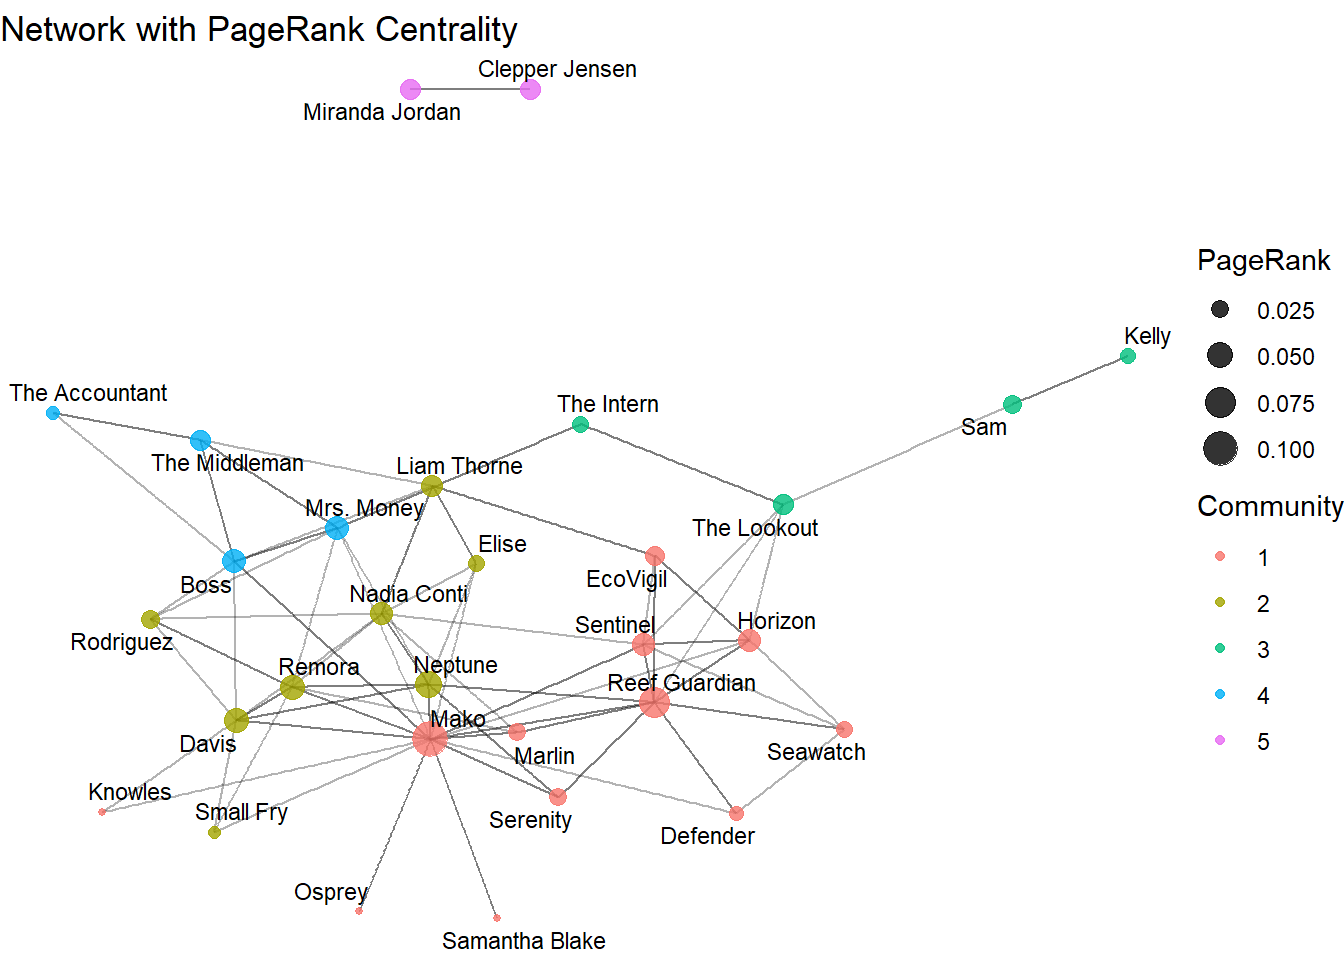 Network with PageRank Centrality
Clepper Jensen
Miranda Jordan
PageRank
0.025
Kelly
0.050
The Accountant
The Intern
0.075
Sam
0.100
The Middleman
Liam Thorne
Mrs. Money
Community
The Lookout
Elise
1
EcoVigil
Boss
Nadia Conti
2
Rodriguez
Sentinel
Horizon
3
Remora
Neptune
Reef Guardian
4
Mako
Davis
Marlin
Seawatch
5
Knowles
Small Fry
Serenity
Defender
Osprey
Samantha Blake